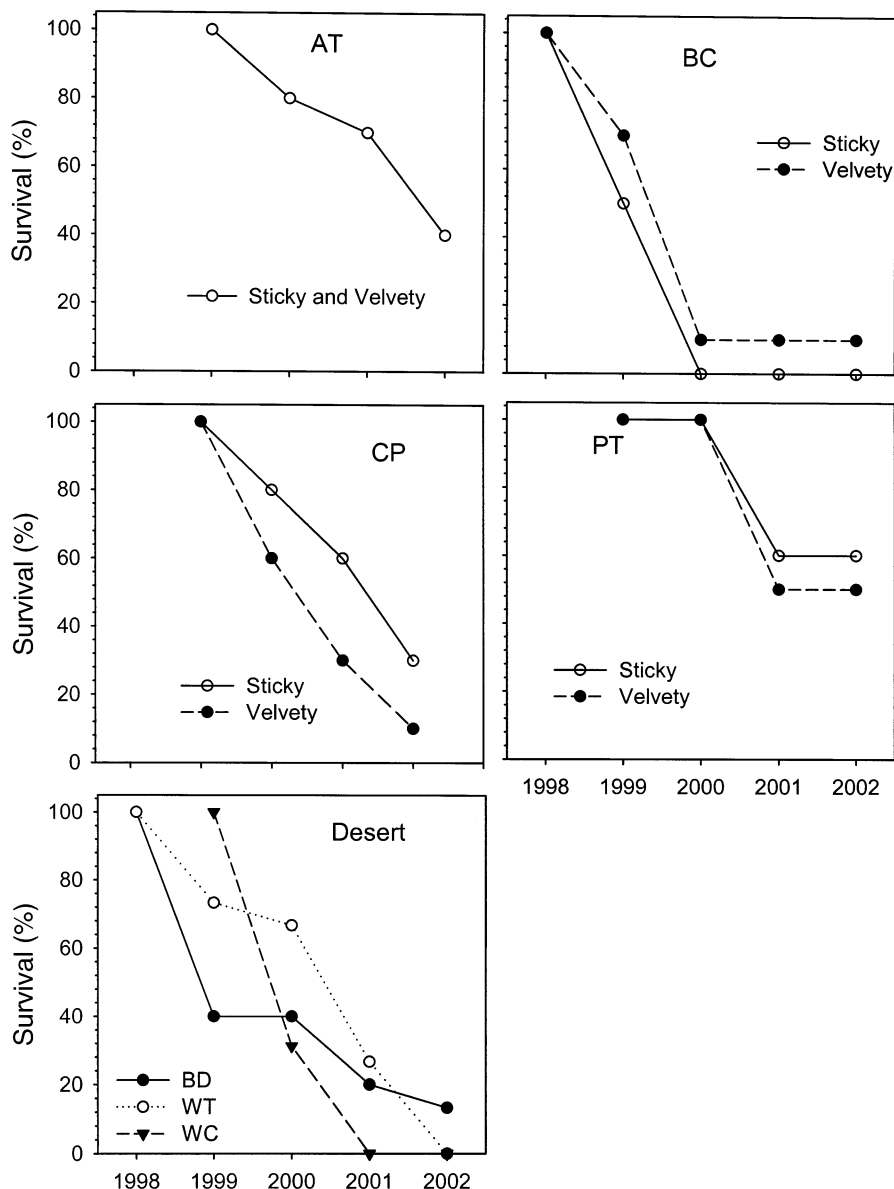 AT
Survival (%)
100
80
60
40
20
0
Sticky and Velvety
BC
Sticky
Velvety
CP
Survival (%)
100
80
60
40
20
0
Sticky
Velvety
PT
Sticky
Velvety
1998 1999 2000 2001 2002
Desert
Survival (%)
100
80
60
40
20
0
BD
WT
WC
1998 1999 2000 2001 2002